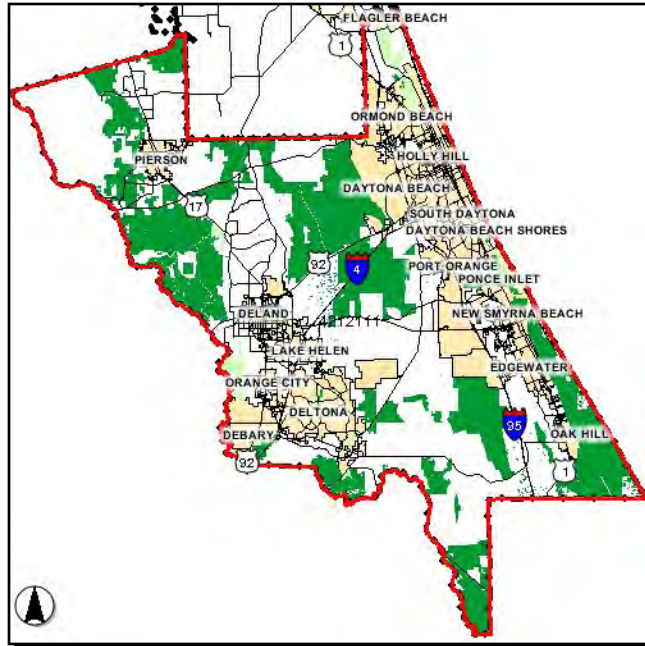 FLAGLER BEACH
1
ORMOND BEACH
HOLLY HILL
PIERSON
DAYTONA BEACH
17
SOUTH DAYTONA
DAYTONA BEACH SHORES
92
4
PORT ORANGE
PONCE INLET
DELAND
4212111
NEW SMYRNA BEACH
LAKE HELEN
EDGEWATER
ORANGE CITY
DELTONA
95
DEBARY
OAK HILL
92
1